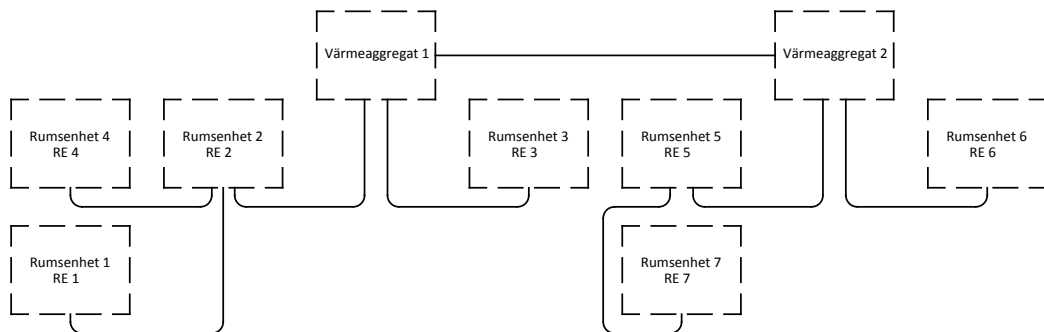 Värmeaggregat 1
Värmeaggregat 2
Rumsenhet 4
RE 4
Rumsenhet 2
RE 2
Rumsenhet 3
RE 3
Rumsenhet 5
RE 5
Rumsenhet 6
RE 6
Rumsenhet 1
RE 1
Rumsenhet 7
RE 7